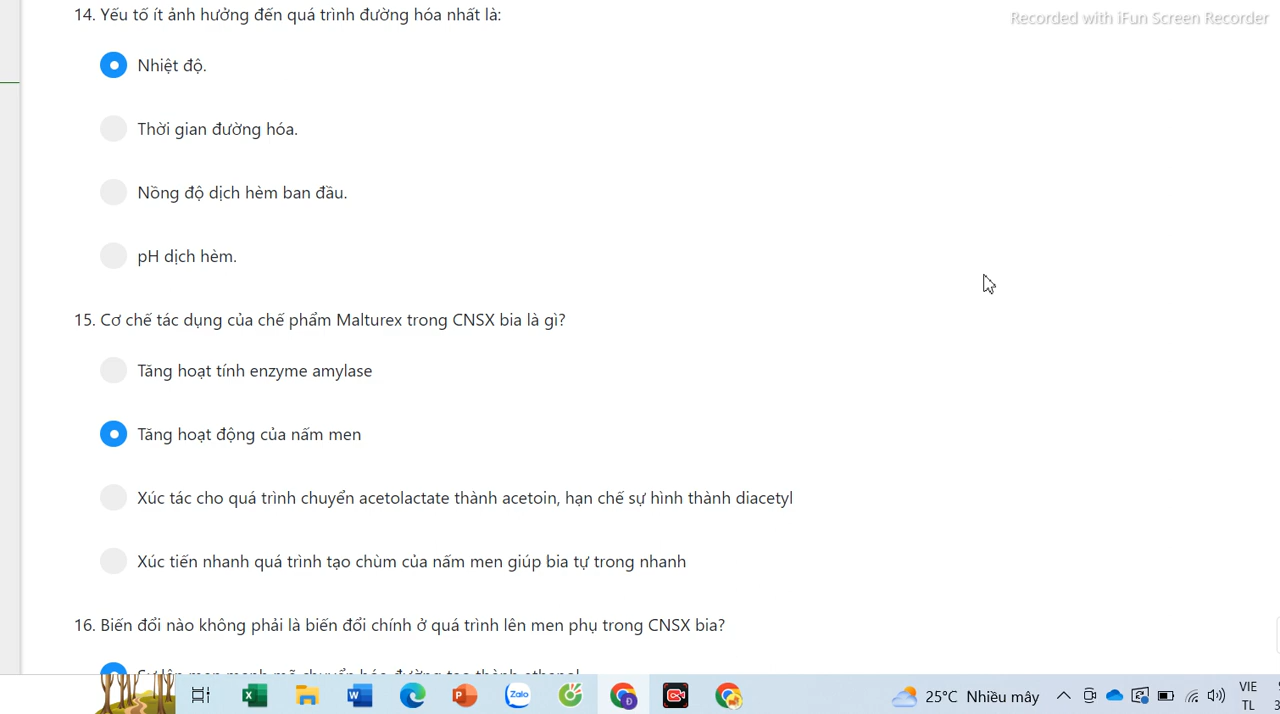 14. Yếu tố ít ảnh hưởng đến quá trình đường hóa nhất là:
Recorded with iFun Screen Recorder
Nhiệt độ.
Thời gian đường hóa.
Nồng độ dịch hèm ban đầu.
pH dịch hèm.
15. Cơ chế tác dụng của chế phẩm Malturex trong CNSX bia là gì?
Tăng hoạt tính enzyme amylase
Tăng hoạt động của nấm men
Xúc tác cho quá trình chuyển acetolactate thành acetoin, hạn chế sự hình thành diacetyl
Xúc tiến nhanh quá trình tạo chùm của nấm men giúp bia tự trong nhanh
16. Biến đổi nào không phải là biến đổi chính ở quá trình lên men phụ trong CNSX bia?
Zalo
25°C Nhiều mây
VIE
TL